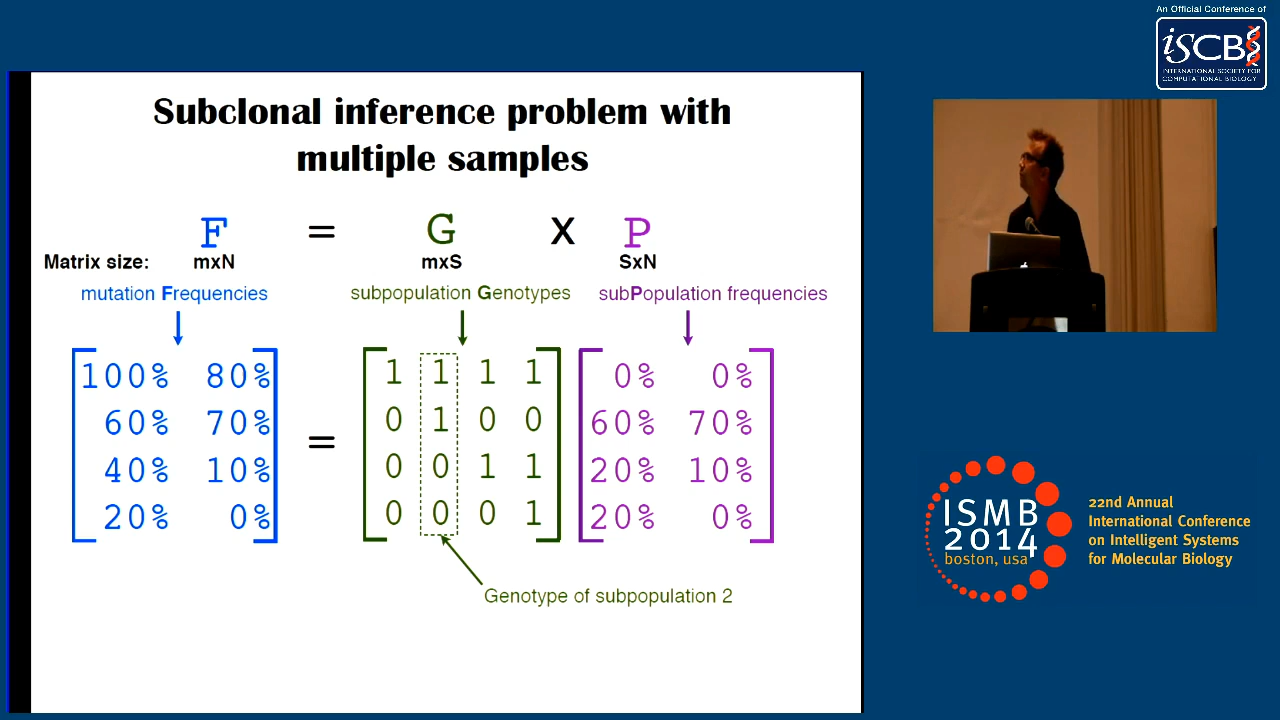 An Official Conference of
iSCB
INTERNATIONAL SOCIETY FOR
COMPUTATIONAL BIOLOGY
Subclonal inference problem with
multiple samples
F = G X P
Matrix size: mxN mxS SxN
mutation Frequencies subpopulation Genotypes subPopulation frequencies
100% 80% 1 1 1 1 0% 0%
60% 70% 0 1 0 0 60% 70%
= 
40% 10% 0 0 1 1 20% 10%
20% 0% 0 0 0 1 20% 0%
Genotype of subpopulation 2
ISMB
2014
boston, usa
22nd Annual
International Conference
on Intelligent Systems
for Molecular Biology